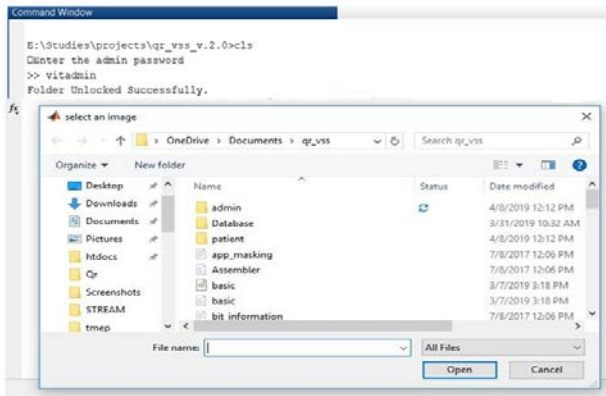 Command Window
E:\Studies\projects\qr_vss_v.2.0>cls
Enter the admin password
>> vitadmin
Folder Unlocked Successfully.
fx
select an image
OneDrive > Documents > qr_vss
Search qr_vss
Organize
New folder
Name
Status
Date modified
Desktop
admin
4/8/2019 12:12 PM
Downloads
Database
3/31/2019 10:32 AM
Documents
patient
4/8/2019 12:12 PM
Pictures
app_masking
7/8/2017 12:06 PM
htdocs
Assembler
7/8/2017 12:06 PM
Qr
basic
3/7/2019 3:18 PM
Screenshots
basic
3/7/2019 3:18 PM
STREAM
bit_information
7/8/2017 12:06 PM
tmep
File name:
All Files
Open
Cancel